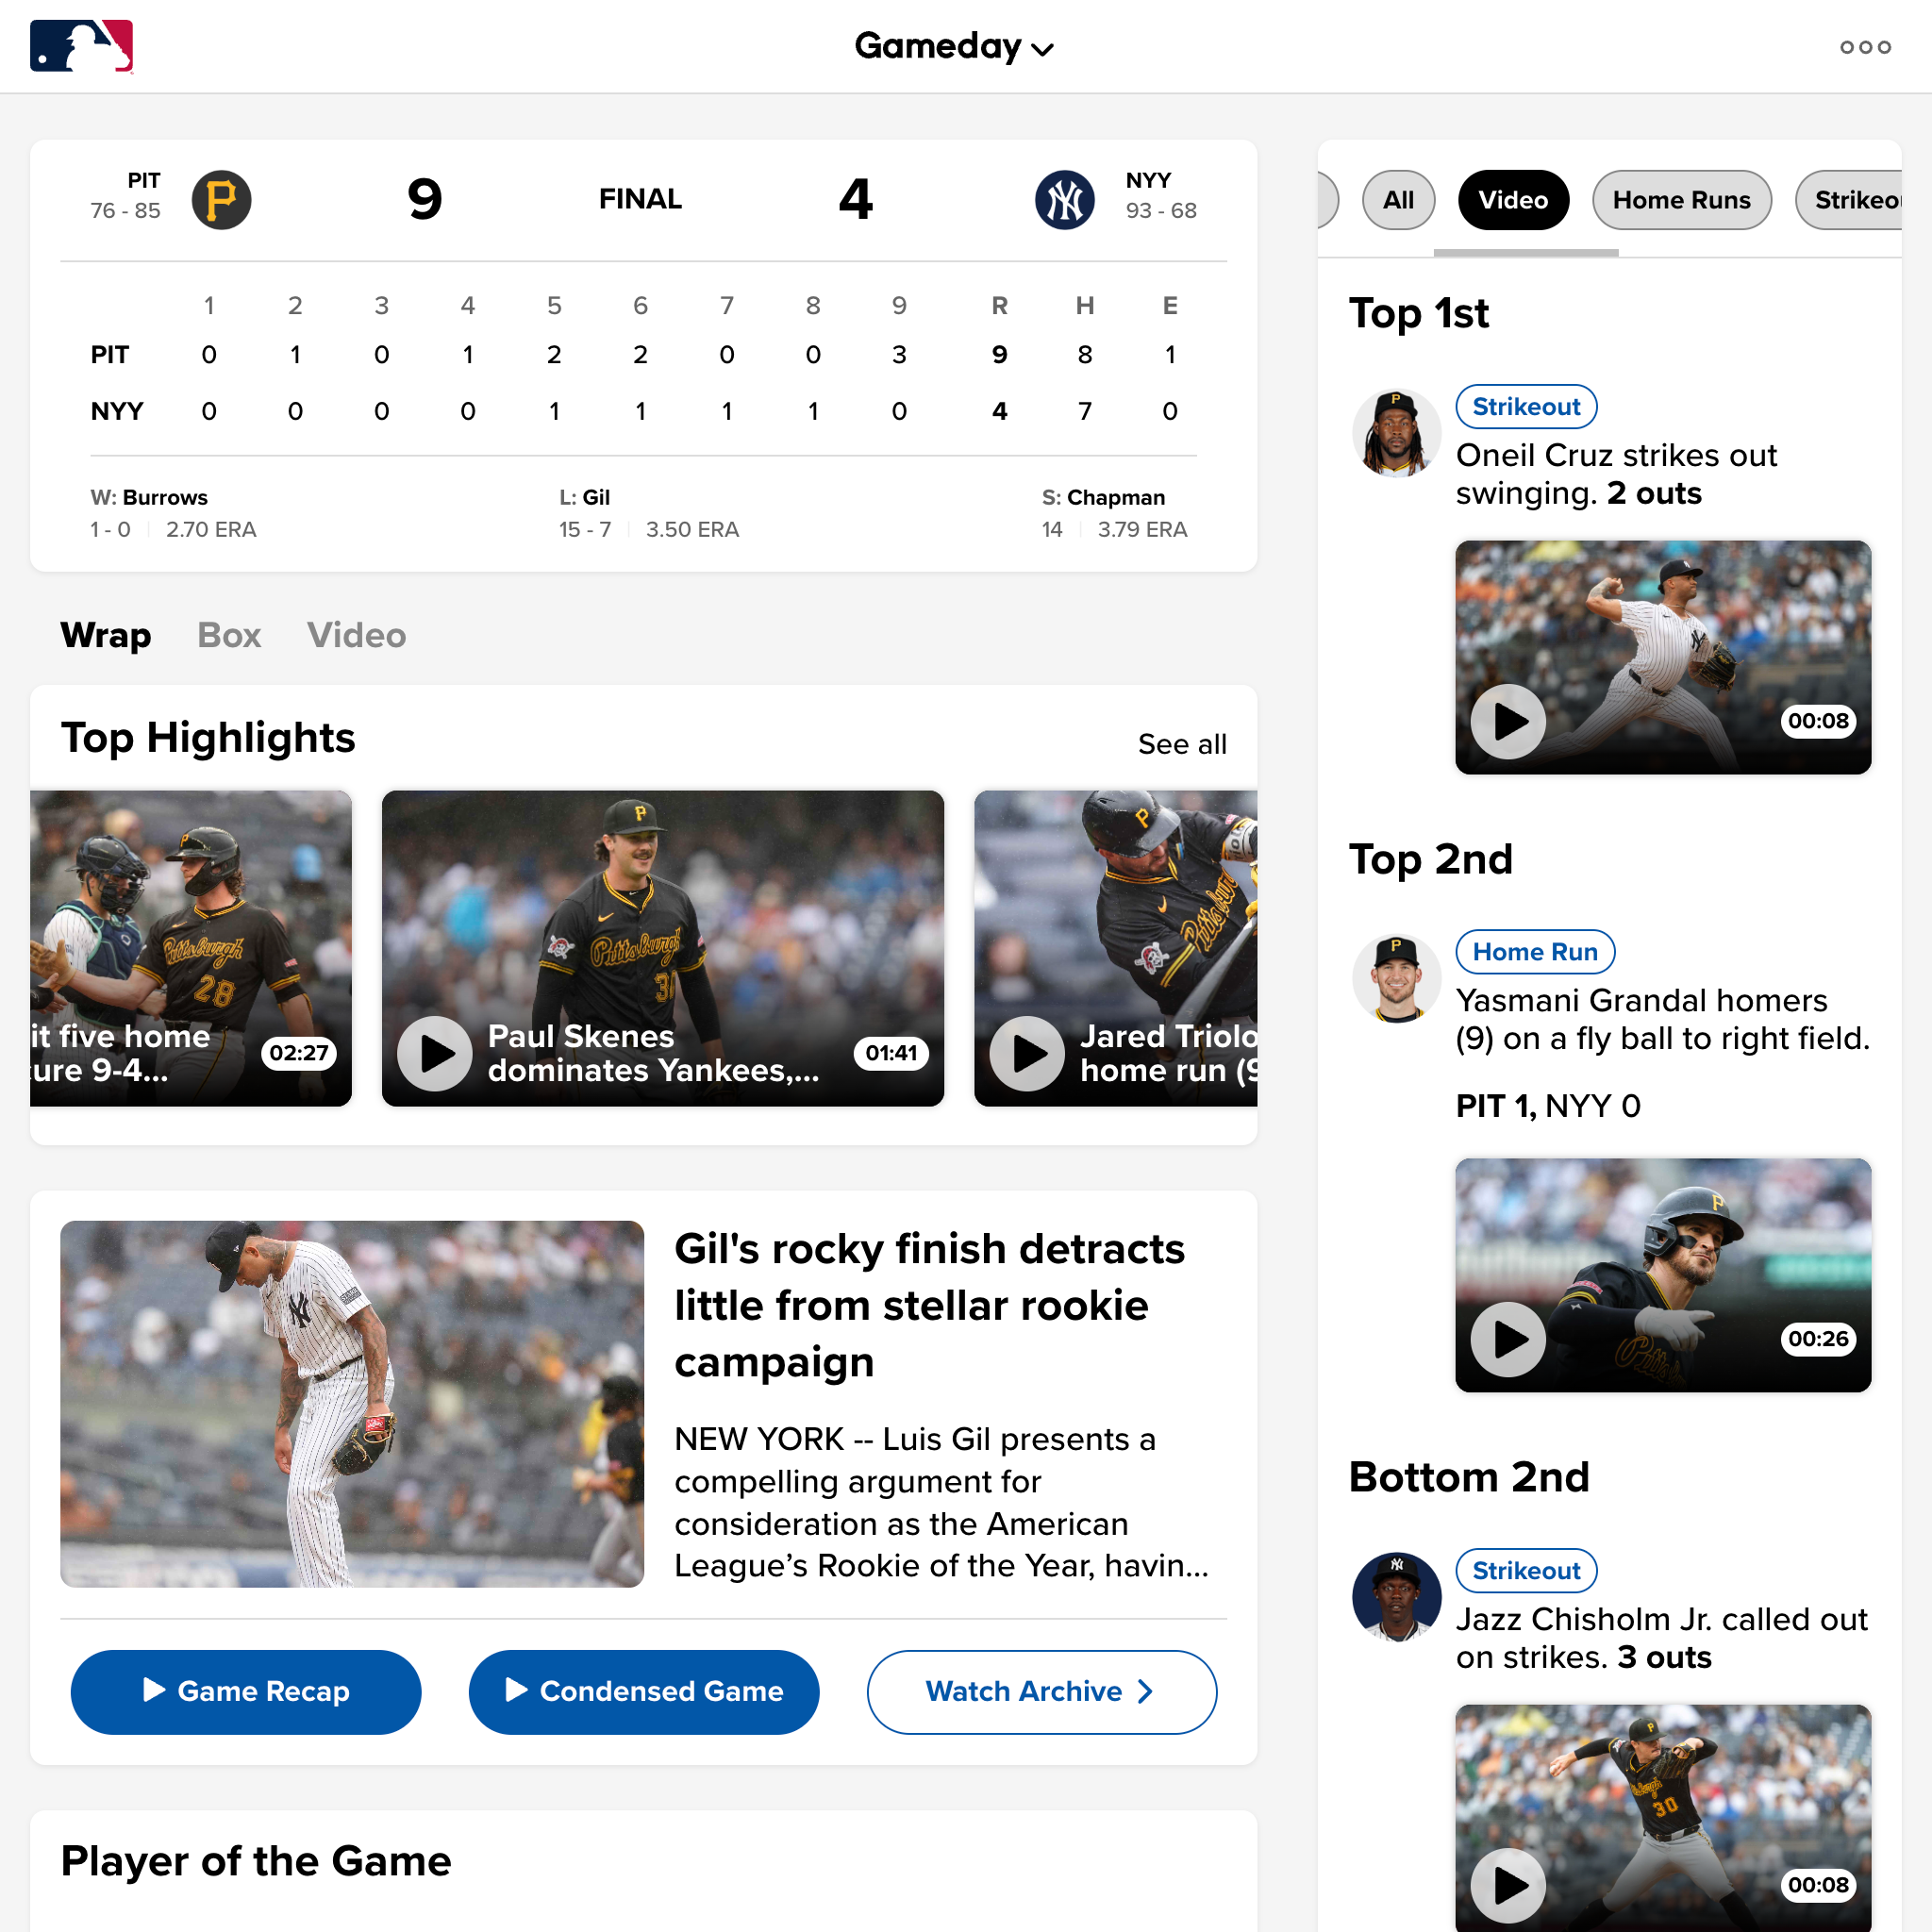 Gameday
PIT
76 - 85
9
FINAL
4
NYY
93 - 68
1 2 3 4 5 6 7 8 9 R H E
PIT 0 1 0 1 2 2 0 0 3 9 8 1
NYY 0 0 0 0 1 1 1 1 0 4 7 0
W: Burrows
1 - 0 | 2.70 ERA
L: Gil
15 - 7 | 3.50 ERA
S: Chapman
14 | 3.79 ERA
Wrap Box Video
Top Highlights
See all
Pittsburgh
28
it five home
ure 9-4...
02:27
Pittsburgh
Paul Skenes
dominates Yankees,...
01:41
Pittsburgh
Jared Triolo
home run (9
Gil's rocky finish detracts
little from stellar rookie
campaign
NEW YORK -- Luis Gil presents a
compelling argument for
consideration as the American
League’s Rookie of the Year, havin...
Game Recap
Condensed Game
Watch Archive
Player of the Game
All
Video
Home Runs
Strikeou
Top 1st
Strikeout
Oneil Cruz strikes out
swinging. 2 outs
00:08
Top 2nd
Home Run
Yasmani Grandal homers
(9) on a fly ball to right field.
PIT 1, NYY 0
00:26
Bottom 2nd
Strikeout
Jazz Chisholm Jr. called out
on strikes. 3 outs
30
00:08